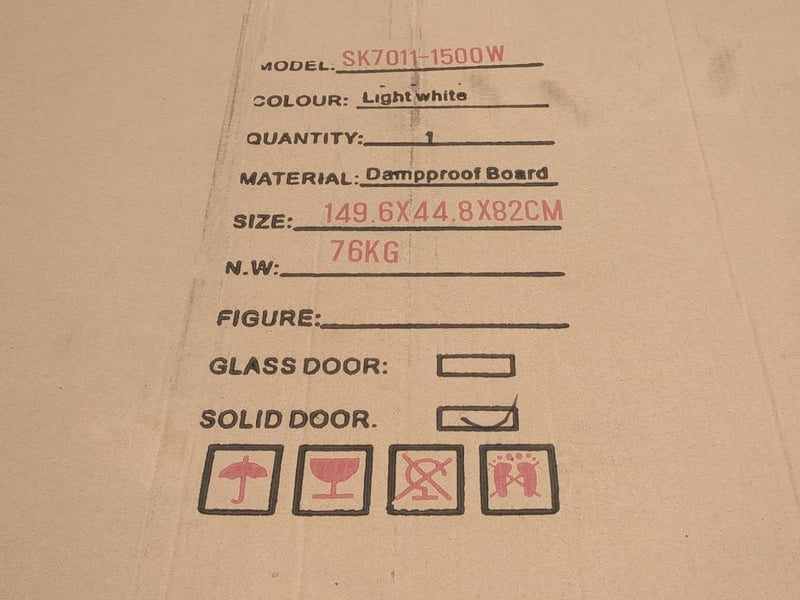 MODEL: SK7011-1500W
COLOUR: Light white
QUANTITY: 1
MATERIAL: Dampproof Board
SIZE: 149.6X44.8X82CM
N.W: 76KG
FIGURE:
GLASS DOOR:
SOLID DOOR.